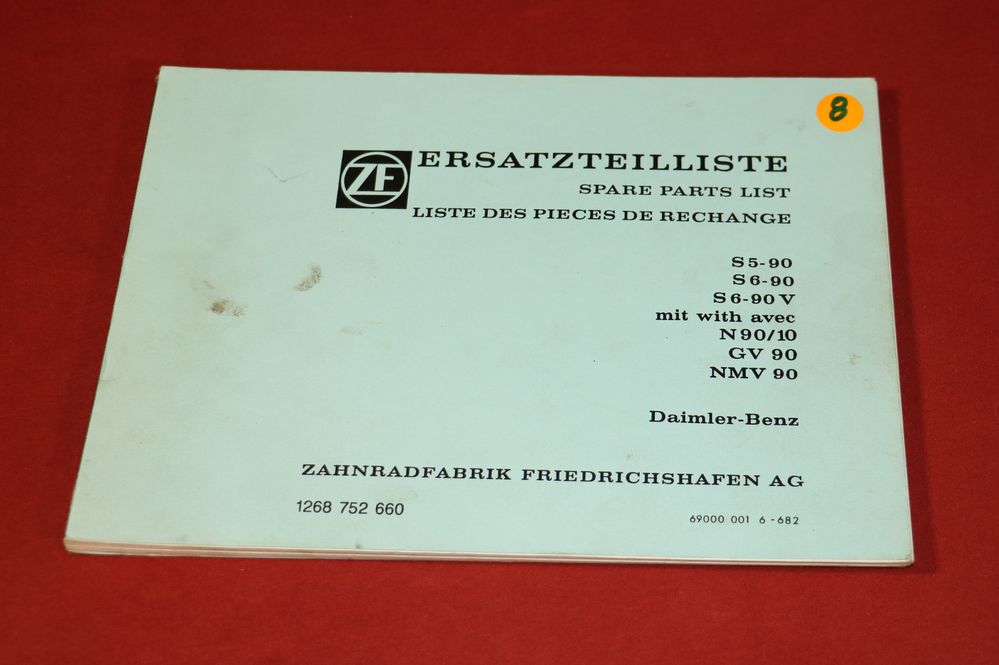 8
ZF ERSATZTEILLISTE
SPARE PARTS LIST
LISTE DES PIECES DE RECHANGE
S 5-90
S 6-90
S 6-90 V
mit with avec
N 90/10
GV 90
NMV 90
Daimler-Benz
ZAHNRADFABRIK FRIEDRICHSHAFEN AG
1268 752 660
69000 001 6 - 682